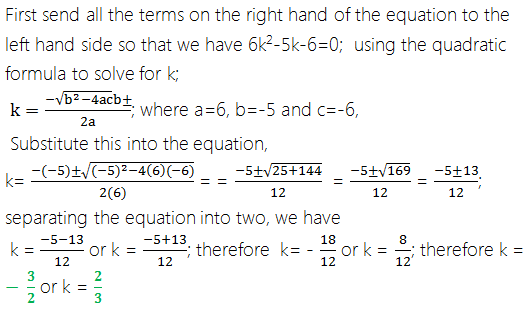 First send all the terms on the right hand of the equation to the
left hand side so that we have 6k²-5k-6=0; using the quadratic
formula to solve for k;
k = (-√b²-4acb±)/2a; where a=6, b=-5 and c=-6,
Substitute this into the equation,
k= (-(-5)±√(-5)²-4(6)(-6))/2(6) = = (-5±√25+144)/12 = (-5±√169)/12 = (-5±13)/12;
separating the equation into two, we have
k = (-5-13)/12 or k = (-5+13)/12; therefore k= - 18/12 or k = 8/12; therefore k =
- 3/2 or k = 2/3